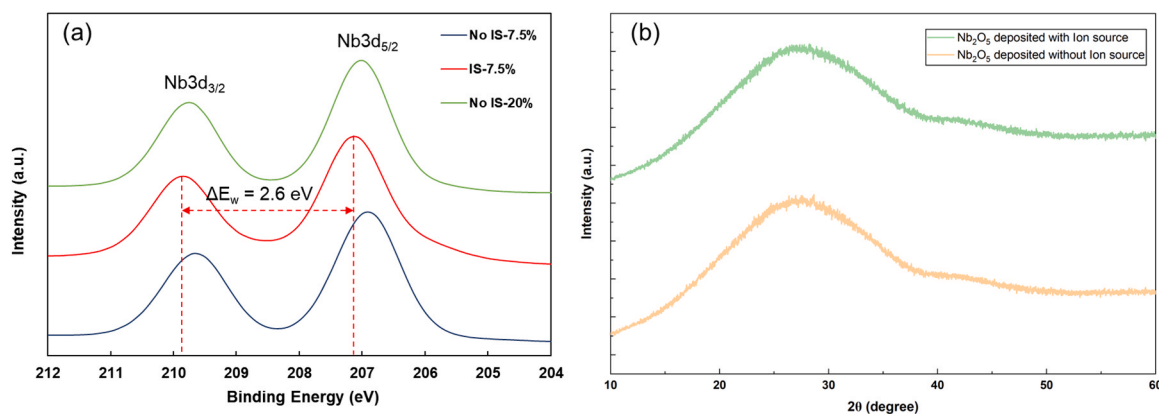 (a)
Nb3d5/2
Nb3d3/2
No IS-7.5%
IS-7.5%
No IS-20%
ΔEw = 2.6 eV
Intensity (a.u.)
212 211 210 209 208 207 206 205 204
Binding Energy (eV)
(b)
Nb2O5 deposited with Ion source
Nb2O5 deposited without Ion source
Intensity (a.u.)
10 20 30 40 50 60
2θ (degree)